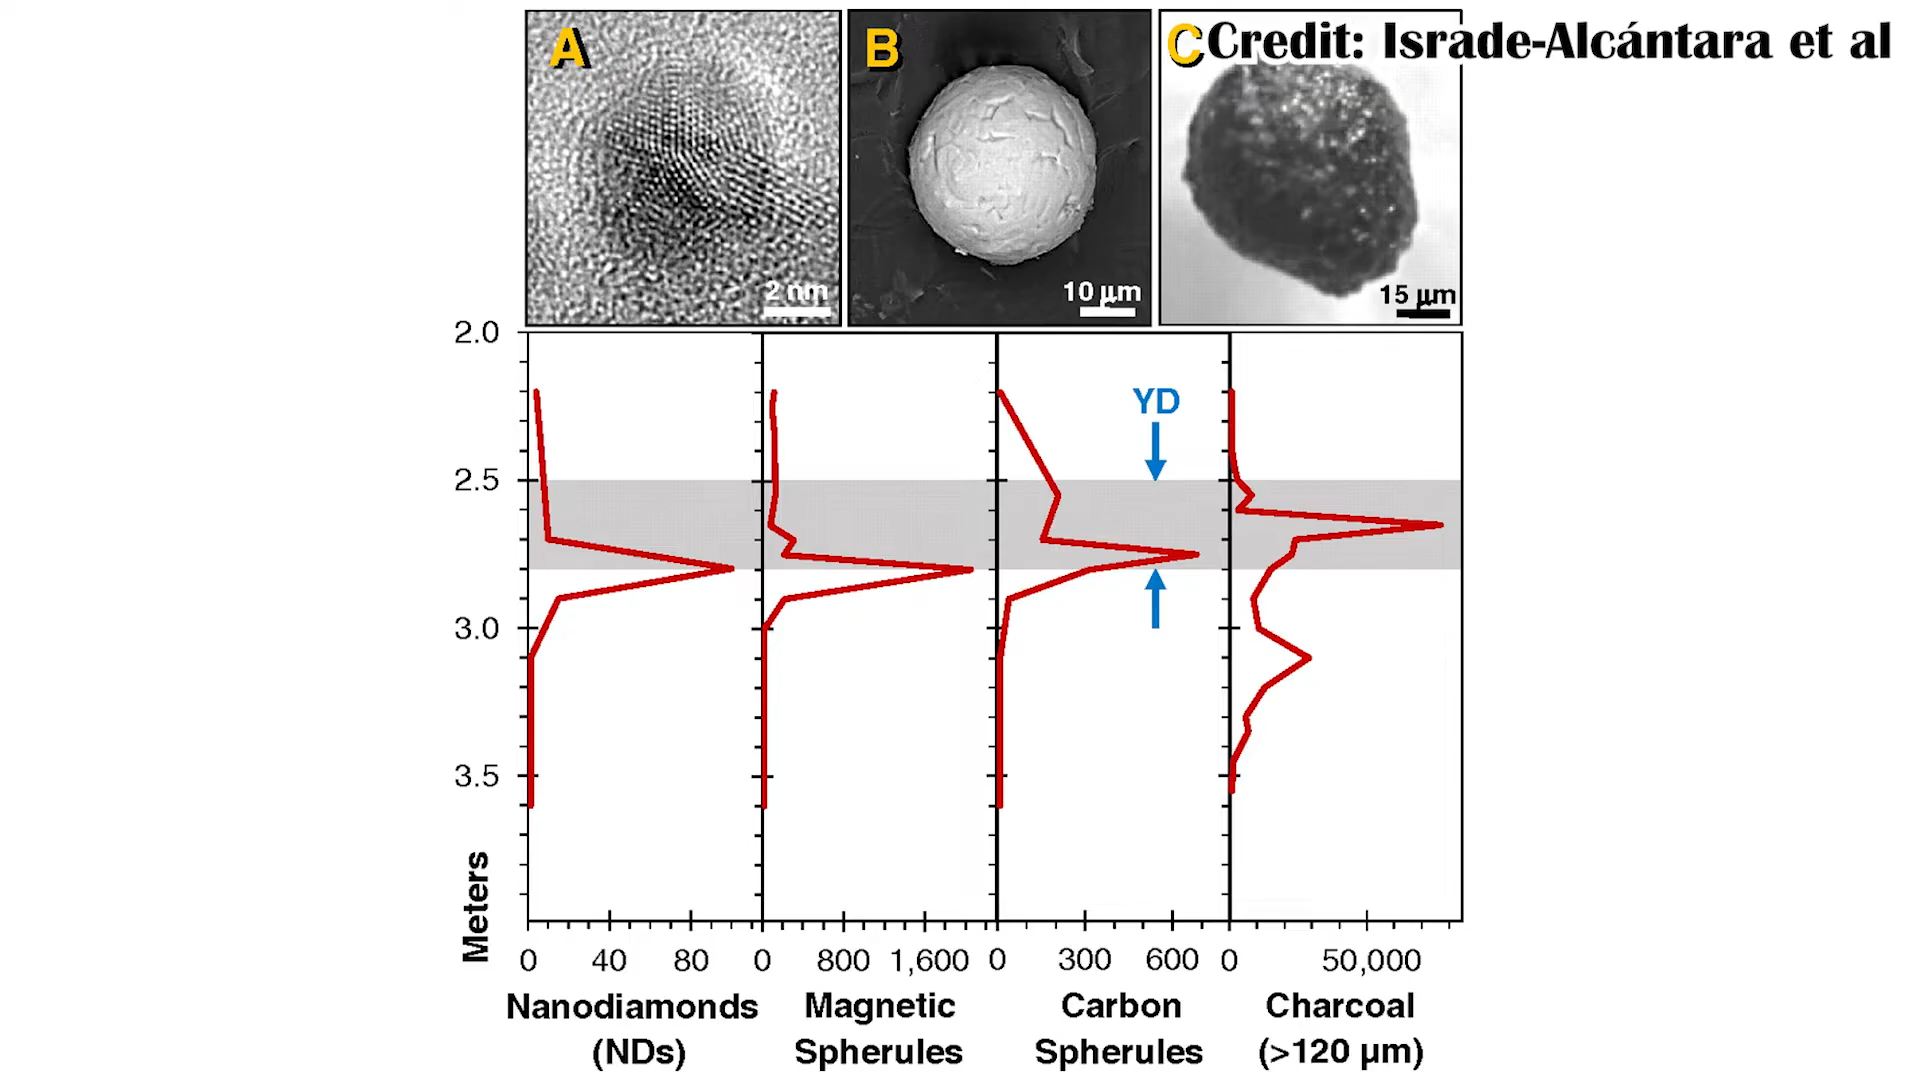 A
B
C
Credit: Israde-Alcántara et al
2 nm
10 µm
15 µm
2.0
2.5
3.0
3.5
Meters
YD
0 40 80 0 800 1,600 0 300 600 0 50,000
Nanodiamonds
(NDs)
Magnetic
Spherules
Carbon
Spherules
Charcoal
(>120 µm)